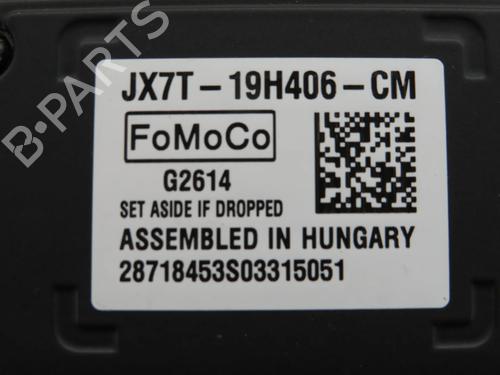 B-PARTS
JX7T-19H406-CM
FoMoCo
G2614
SET ASIDE IF DROPPED
ASSEMBLED IN HUNGARY
28718453S03315051